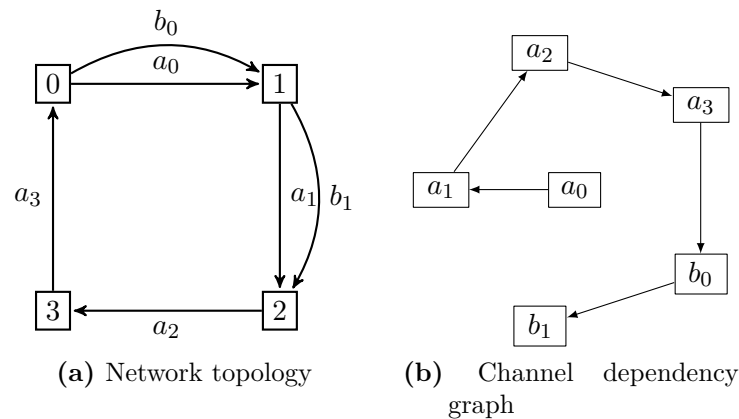 b₀
a₀
0
1
a₃
a₁
b₁
3
2
a₂
(a) Network topology
a₂
a₃
a₁
a₀
b₀
b₁
(b) Channel dependency
graph